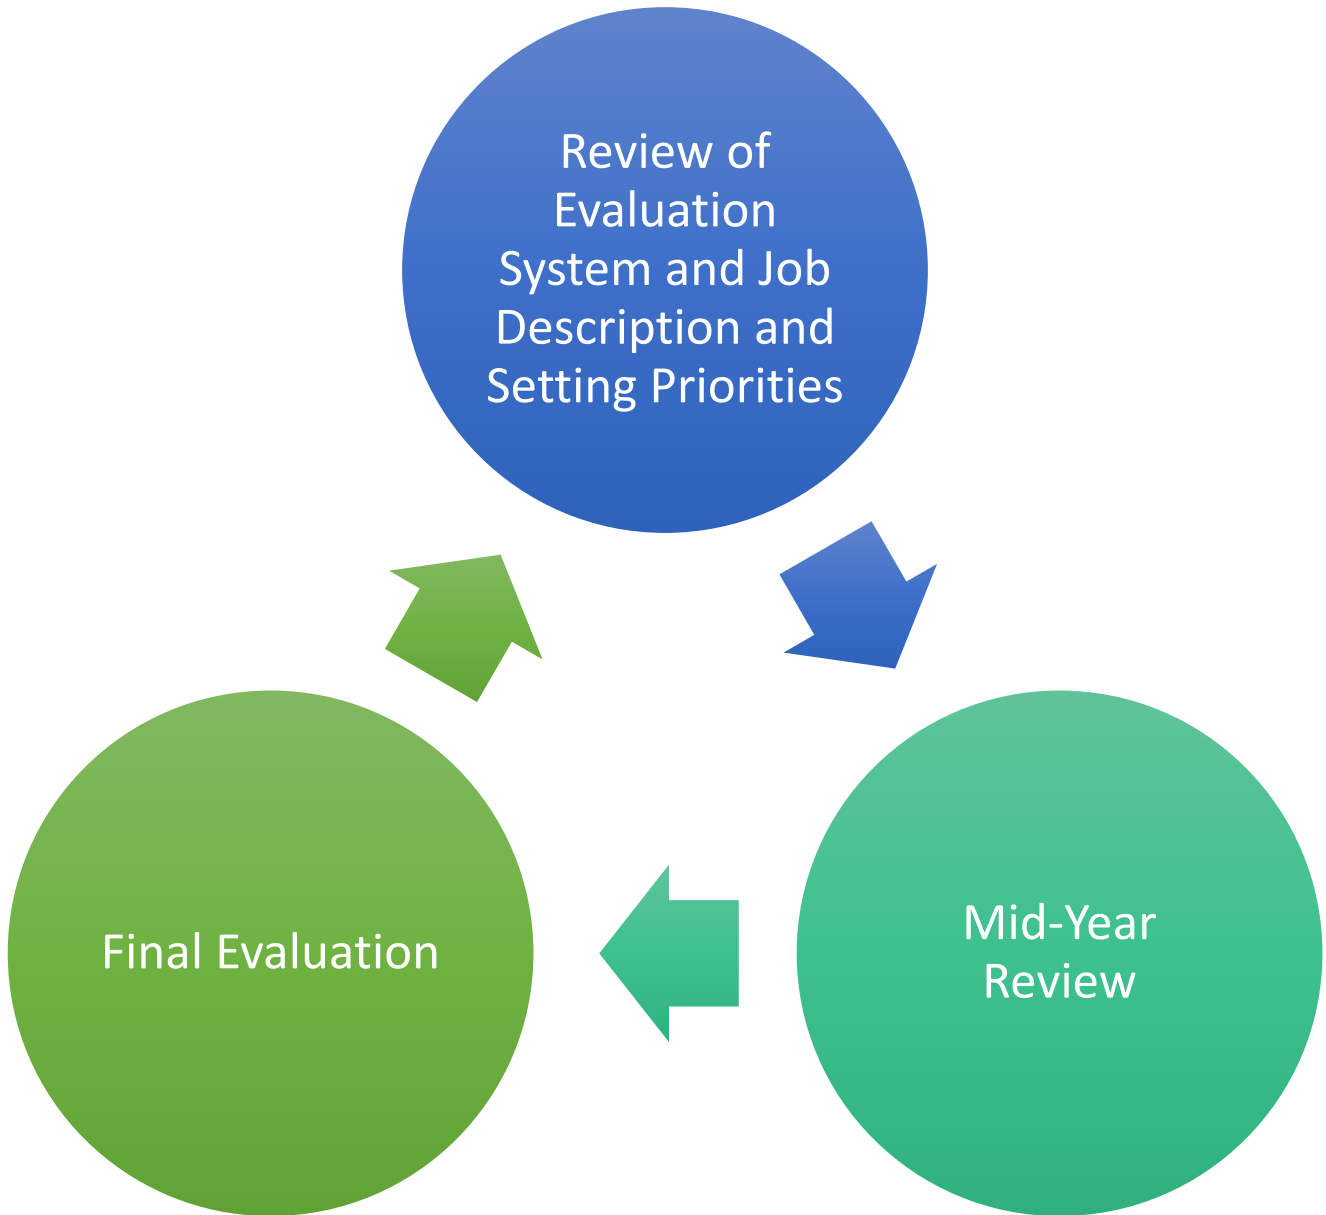 Review of
Evaluation
System and Job
Description and
Setting Priorities
Mid-Year
Review
Final Evaluation